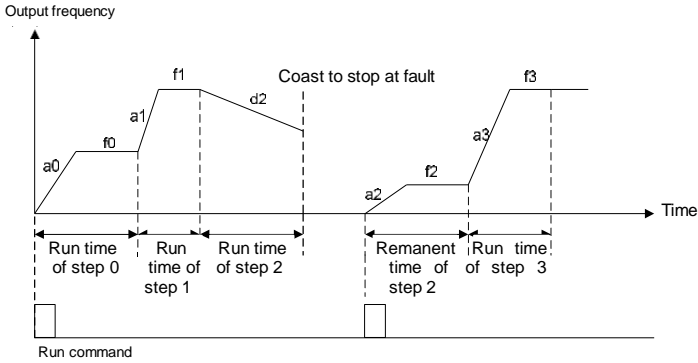 Output frequency
Coast to stop at fault
f1
f3
d2
a1
a3
f0
f2
a0
a2
Time
Run time of step 0
Run time of step 1
Run time of step 2
Remanent time of step 2
Run time of step 3
Run command